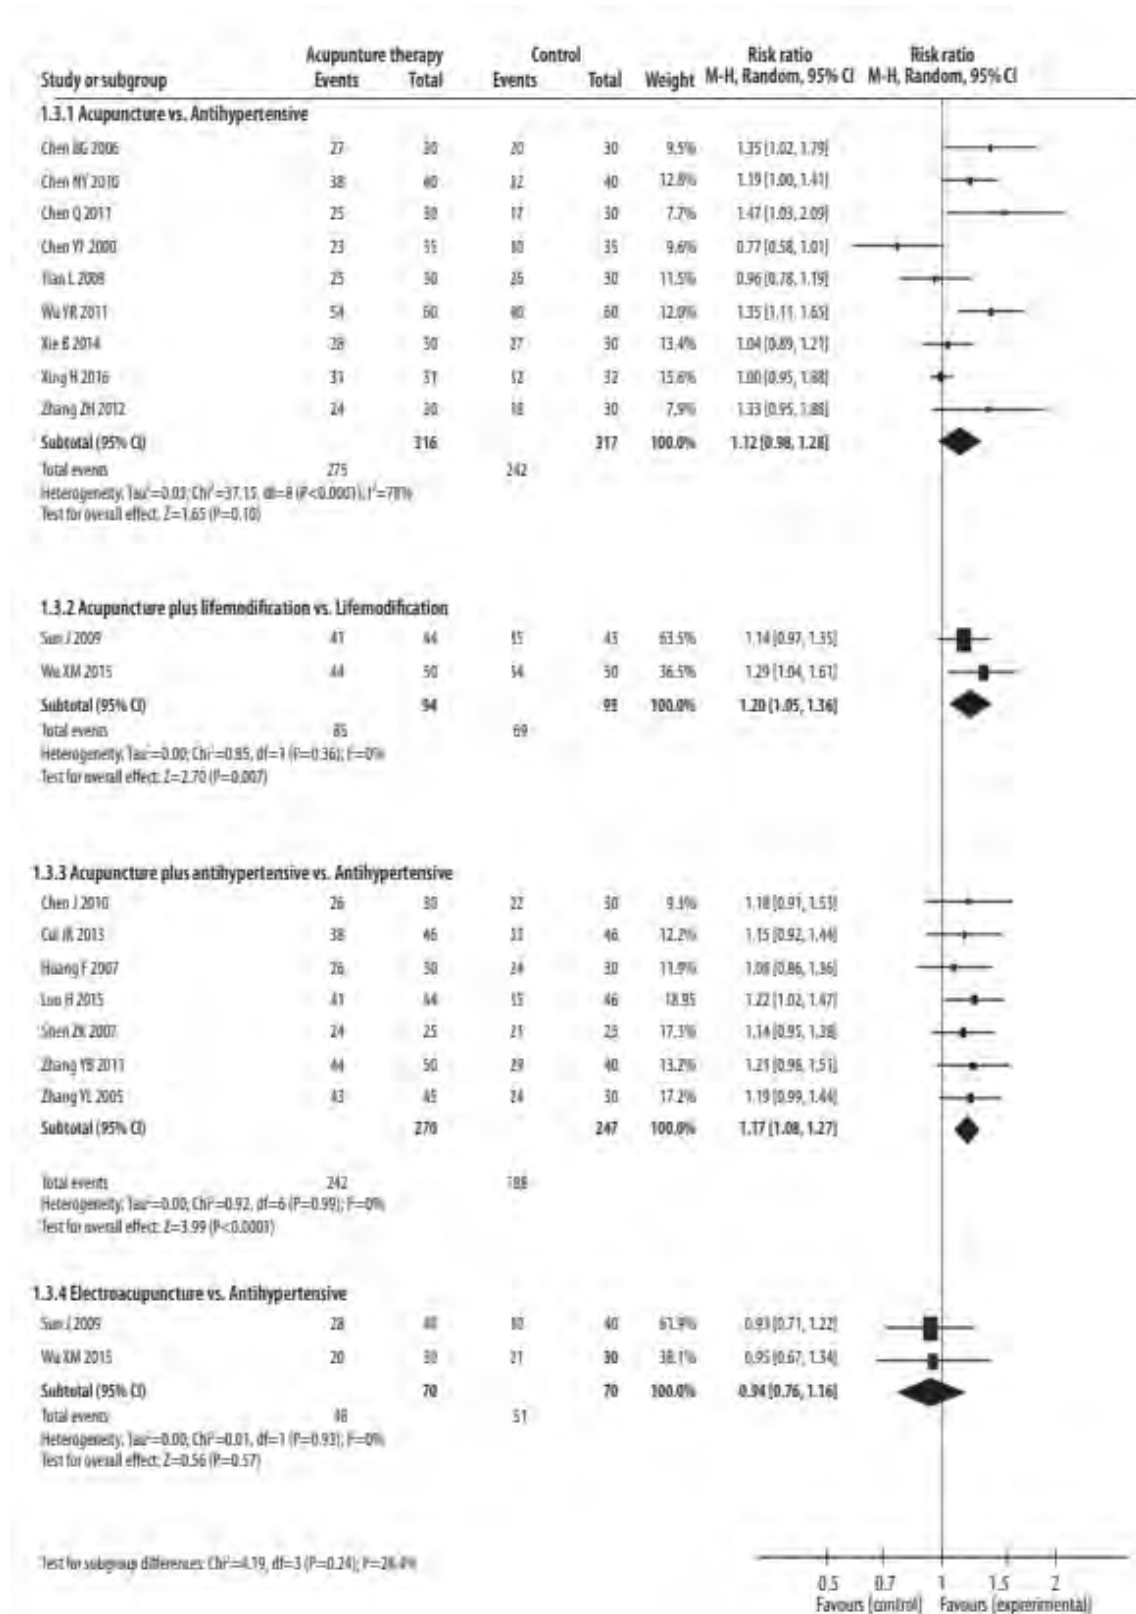 Acupunture therapy Control Risk ratio Risk ratio
Study or subgroup Events Total Events Total Weight M-H, Random, 95% CI M-H, Random, 95% CI
1.3.1 Acupuncture vs. Antihypertensive
Chen 2006 27 30 20 30 9.5% 1.35 [1.02, 1.79]
Chen NY 2010 38 40 32 40 12.8% 1.19 [1.00, 1.41]
Chen Q 2011 25 30 17 30 7.7% 1.47 [1.03, 2.09]
Chen YF 2000 23 35 30 35 9.6% 0.77 [0.58, 1.01]
L 25 30 26 30 11.5% 0.96 [0.78, 1.19]
Wu YR 2011 54 60 40 60 12.0% 1.35 [1.11, 1.65]
Xie B 2014 28 30 27 30 13.4% 1.04 [0.89, 1.21]
Xing H 2016 31 31 32 32 15.6% 1.00 [0.95,
Zhang ZH 2012 24 30 18 30 7.9% 1.33 [0.95, 1.88]
Subtotal (95% CI) 316 317 100.0% 1.12 [0.98, 1.28]
Total events 275 242
Heterogeneity, Tau²=0.03; Chi²=37.15, df=8 (P<0.0001), I²=78%
Test for overall effect, Z=1.65 (P=0.10)
1.3.2 Acupuncture plus lifemodification vs. Lifemodification
Sun J 2009 41 44 35 43 63.5% 1.14 [0.97, 1.35]
Wu XM 2015 44 50 34 50 36.5% 1.29 [1.04, 1.61]
Subtotal (95% CI) 94 93 100.0% 1.20 [1.05, 1.36]
Total events 85 69
Heterogeneity, Tau²=0.00; Chi²=0.85, df=1 (P=0.36); I²=0%
Test for overall effect: Z=2.70 (P=0.007)
1.3.3 Acupuncture plus antihypertensive vs. Antihypertensive
Chen J 2010 26 30 22 30 9.3% 1.18 [0.91, 1.53]
Cui JR 2013 38 46 33 46 12.2% 1.15 [0.92, 1.44]
Huang F 2007 26 30 24 30 11.9% 1.08 [0.86, 1.36]
Luo H 2015 41 44 35 46 18.95 1.22 [1.02, 1.47]
Shen ZK 2007 24 25 21 25 17.3% 1.14 [0.95, 1.38]
Zhang YB 2011 44 50 29 40 13.2% 1.21 [0.98, 1.51]
Zhang YL 2005 43 45 24 30 17.2% 1.19 [0.99, 1.44]
Subtotal (95% CI) 270 247 100.0% 1.17 [1.08, 1.27]
Total events 242 188
Heterogeneity, Tau²=0.00; Chi²=0.92, df=6 (P=0.99); I²=0%
Test for overall effect: Z=3.99 (P<0.0001)
1.3.4 Electroacupuncture vs. Antihypertensive
Sun J 2009 28 40 30 40 61.9% 0.93 [0.71, 1.22]
Wu XM 2015 20 30 21 30 38.1% 0.95 [0.67, 1.34]
Subtotal (95% CI) 70 70 100.0% 0.94 [0.76, 1.16]
Total events 48 51
Heterogeneity, Tau²=0.00; Chi²=0.01, df=1 (P=0.93); I²=0%
Test for overall effect: Z=0.56 (P=0.57)
Test for subgroup differences: Chi²=4.19, df=3 (P=0.24); I²=28.4%
0.5 0.7 1 1.5 2
Favours [control] Favours [exprerimental]]